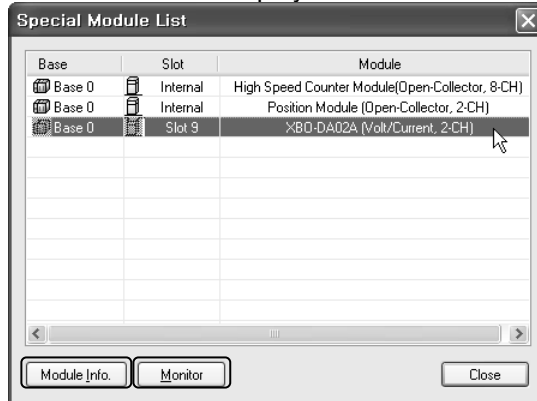 Special Module List
Base Slot Module
Base 0 Internal High Speed Counter Module(Open-Collector, 8-CH)
Base 0 Internal Position Module (Open-Collector, 2-CH)
Base 0 Slot 9 XBO-DA02A (Volt/Current, 2-CH)
Module Info. Monitor Close